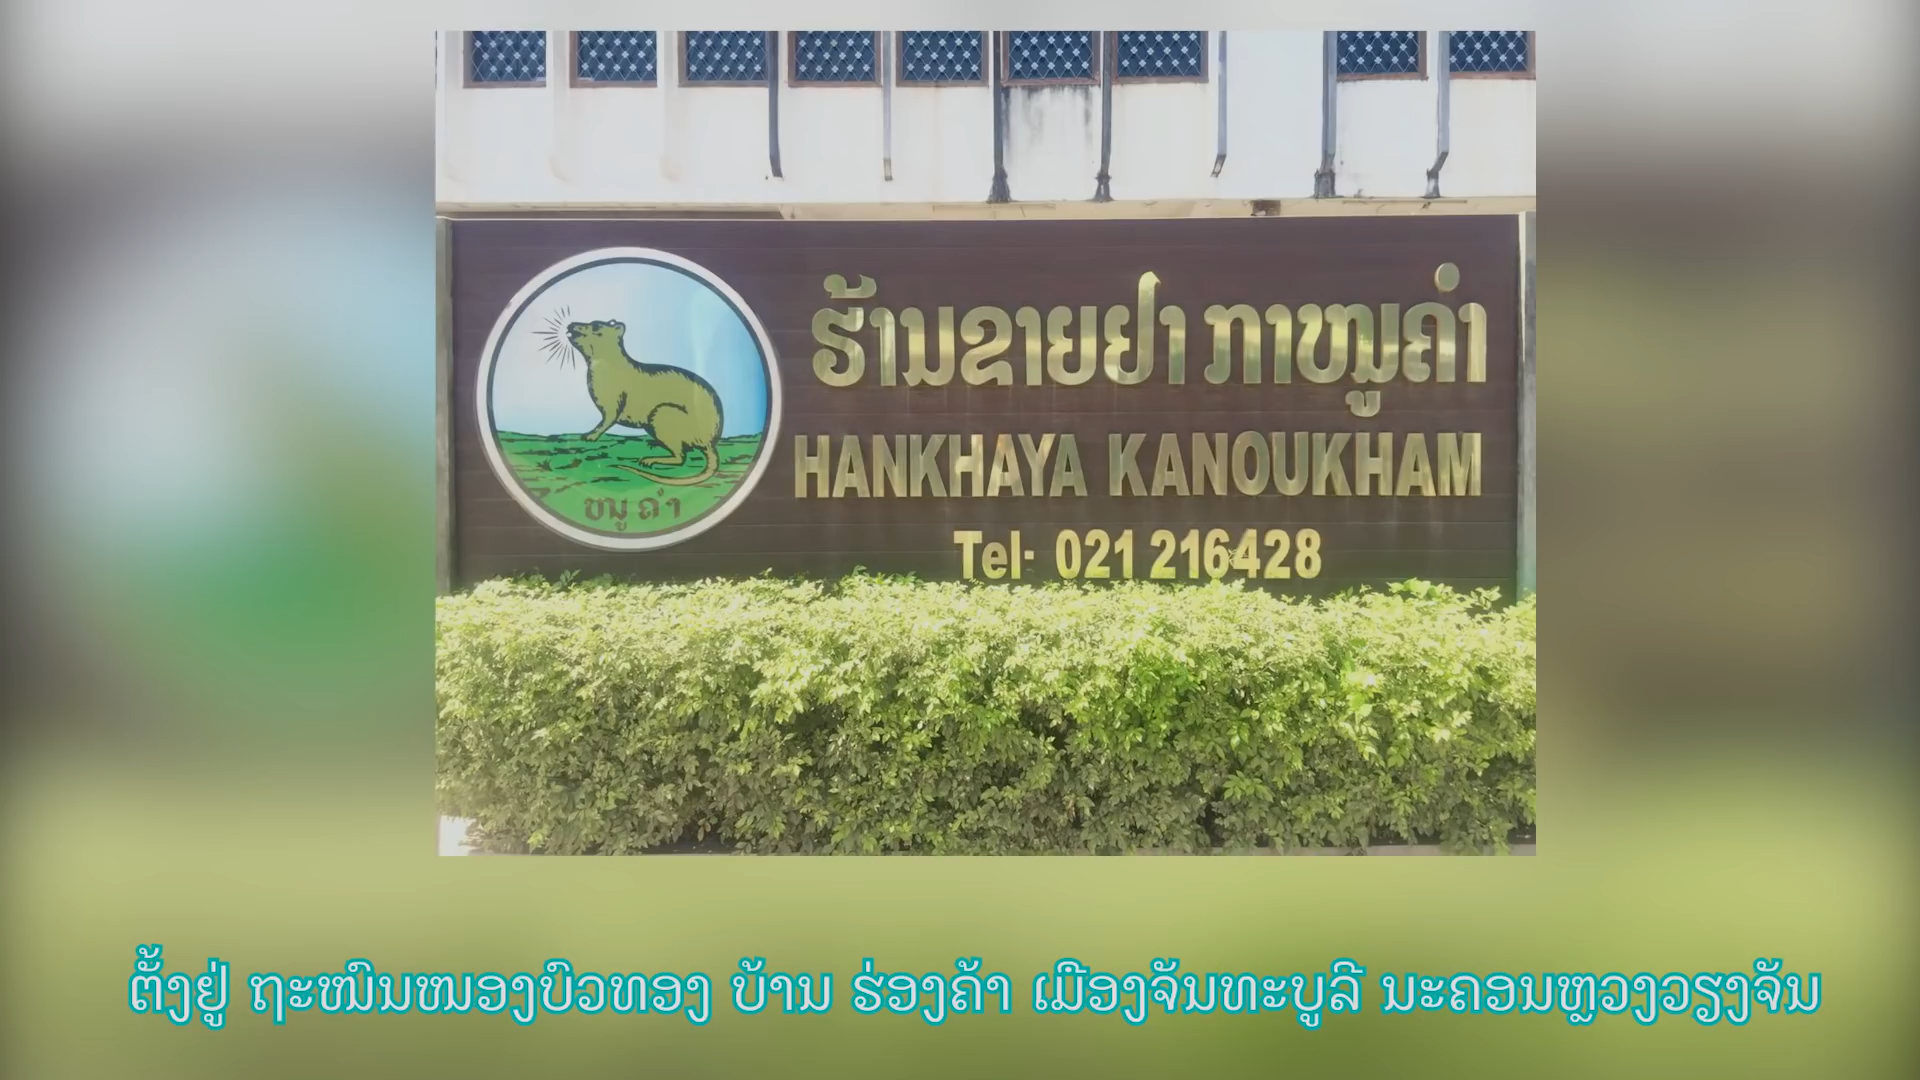 ຮ້ານຂາຍຢາ ກາໜູຄຳ
HANKHAYA KANOUKHAM
Tel· 021 216428
ໜູ ຄຳ
ຕັ້ງຢູ່ ຖະໜົນໜອງບົວທອງ ບ້ານ ຮ່ອງຄ້າ ເມືອງຈັນທະບູລີ ນະຄອນຫຼວງວຽງຈັນ